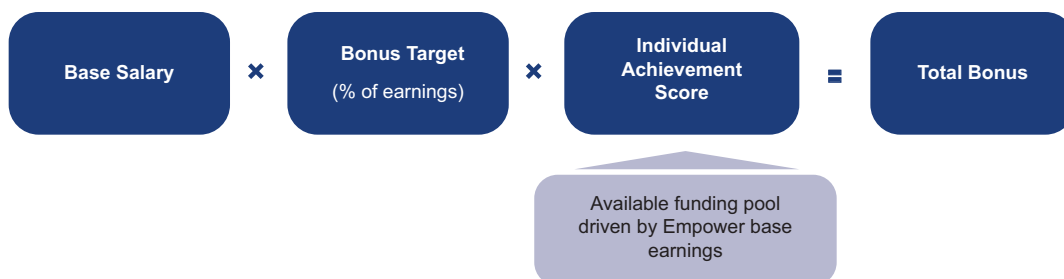 Base Salary
×
Bonus Target
(% of earnings)
×
Individual
Achievement
Score
=
Total Bonus
Available funding pool
driven by Empower base
earnings